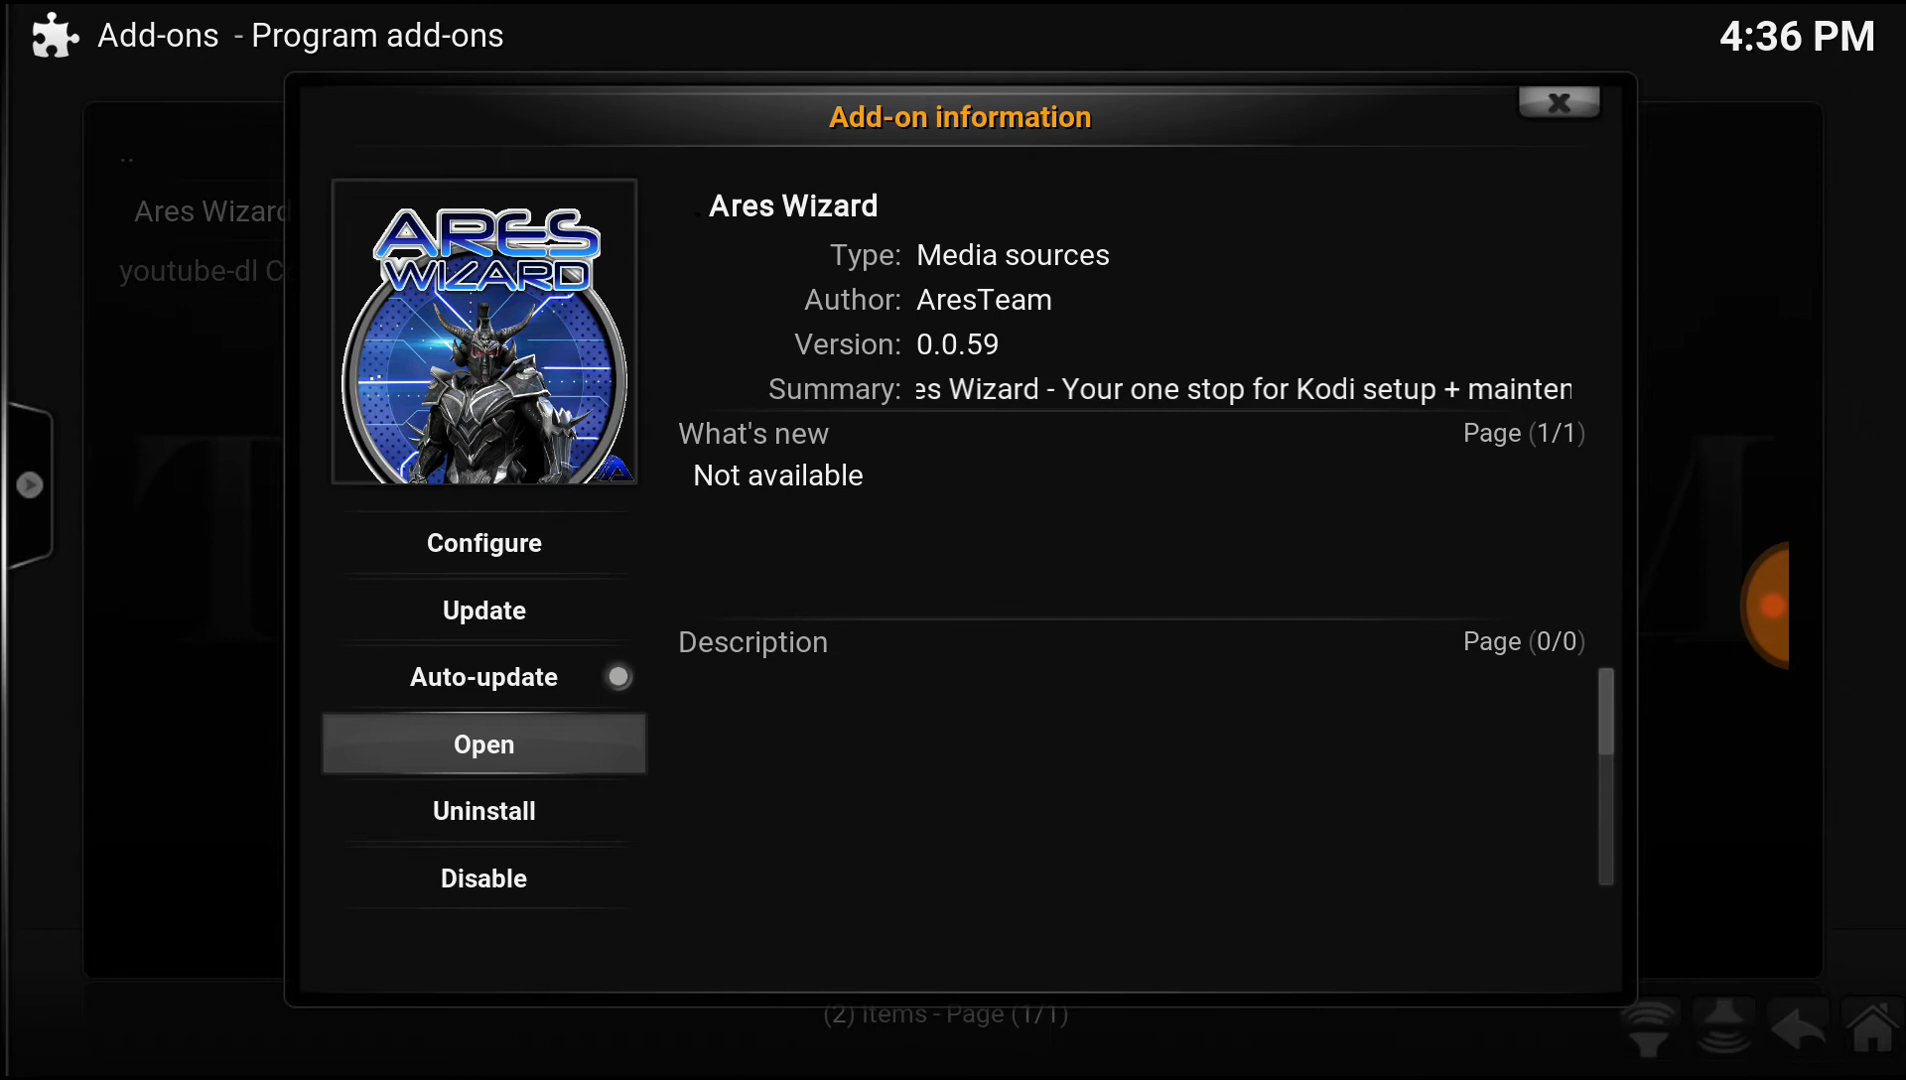 Add-ons - Program add-ons
4:36 PM
Add-on information
..
Ares Wizard
youtube-dl C
ARES
WIZARD
Ares Wizard
Type: Media sources
Author: AresTeam
Version: 0.0.59
Summary: es Wizard - Your one stop for Kodi setup + mainten
What's new Page (1/1)
Not available
Configure
Update
Auto-update
Open
Uninstall
Disable
Description Page (0/0)
(2) Items - Page (1/1)